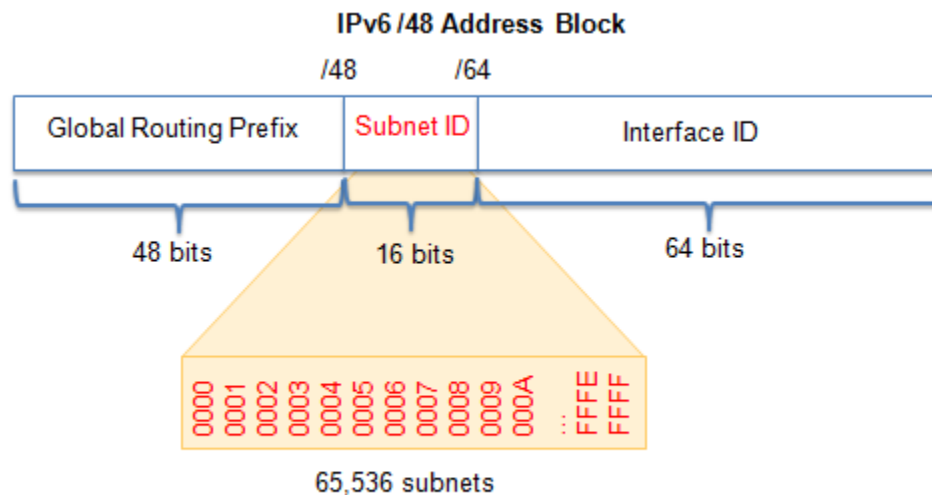 IPv6 /48 Address Block
/48
/64
Global Routing Prefix
Subnet ID
Interface ID
48 bits
16 bits
64 bits
0000
0001
0002
0003
0004
0005
0006
0007
0008
0009
000A
...
FFFE
FFFF
65,536 subnets